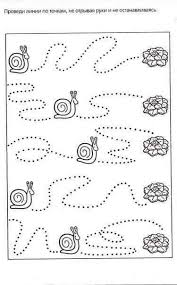 Проведи линии по точкам, не отрывая руки и не останавливаясь.